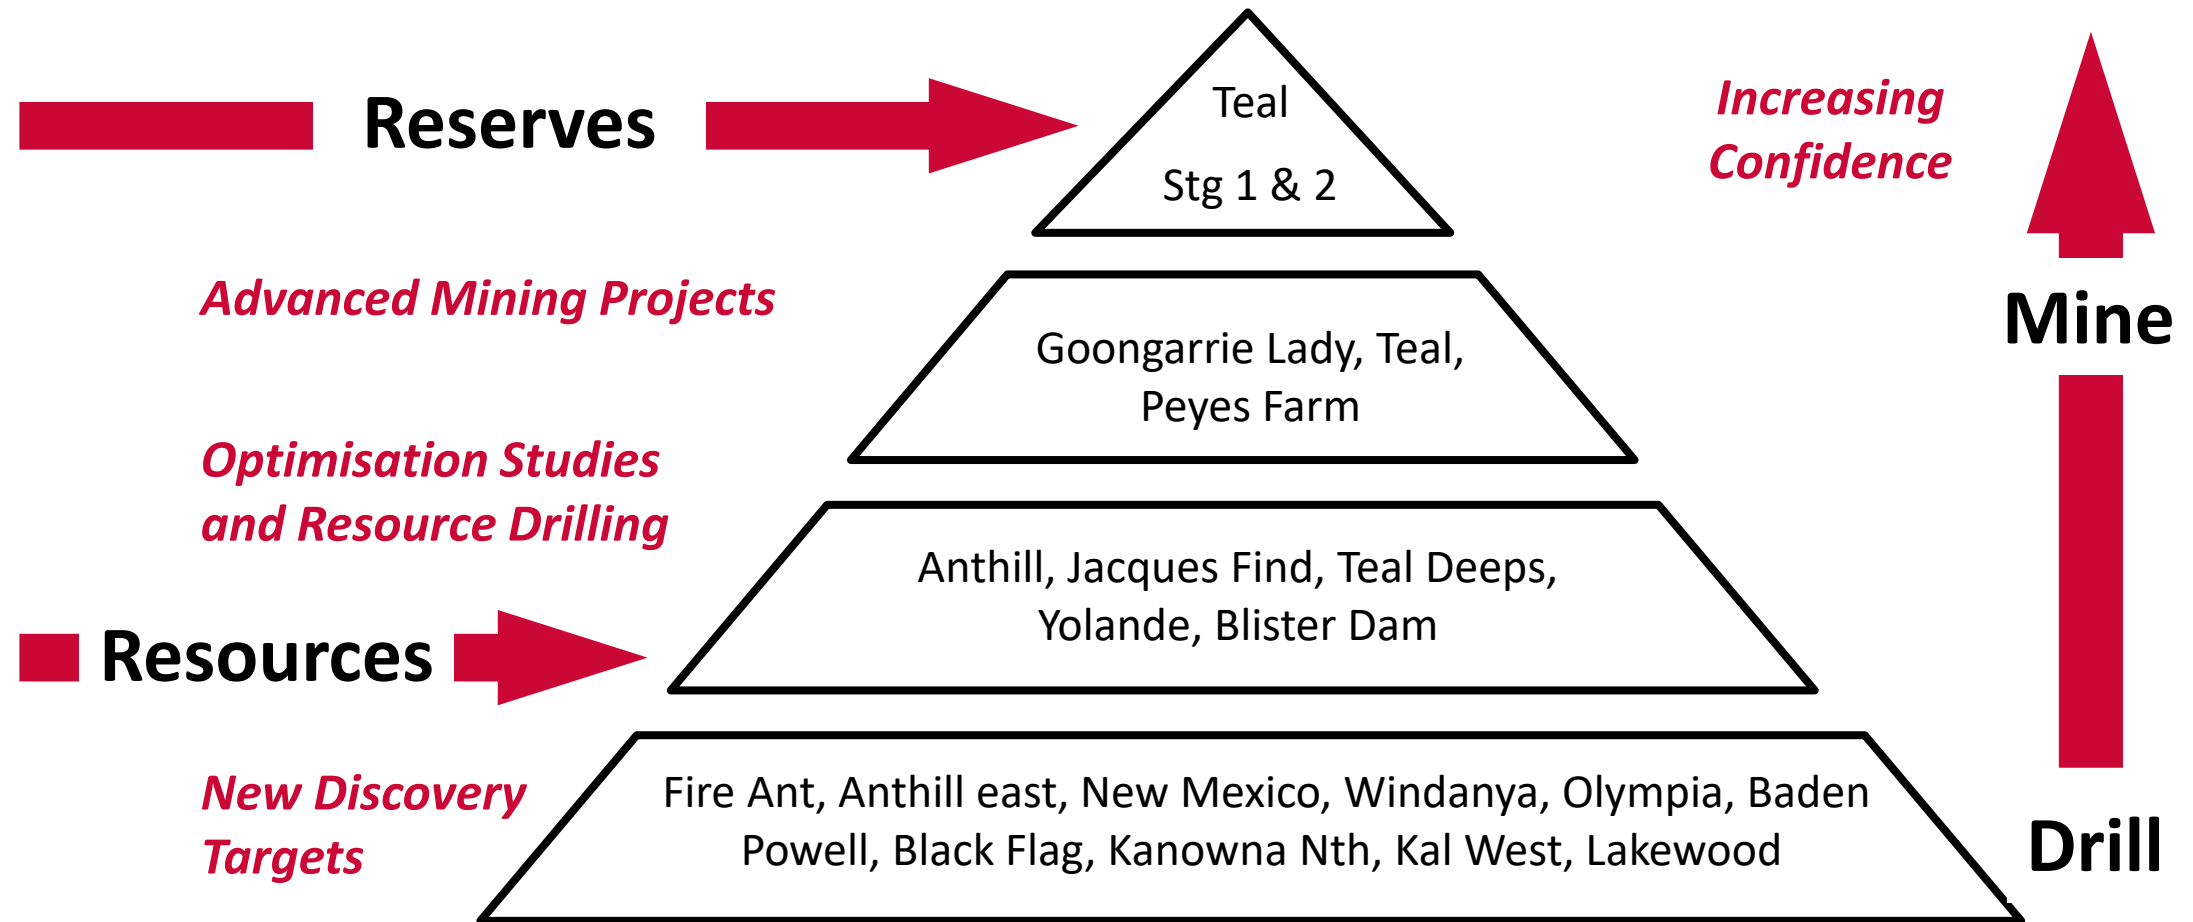 Reserves
Teal
Stg 1 & 2
Increasing
Confidence
Advanced Mining Projects
Goongarrie Lady, Teal,
Peyes Farm
Mine
Optimisation Studies
and Resource Drilling
Anthill, Jacques Find, Teal Deeps,
Yolande, Blister Dam
Resources
New Discovery
Targets
Fire Ant, Anthill east, New Mexico, Windanya, Olympia, Baden
Powell, Black Flag, Kanowna Nth, Kal West, Lakewood
Drill